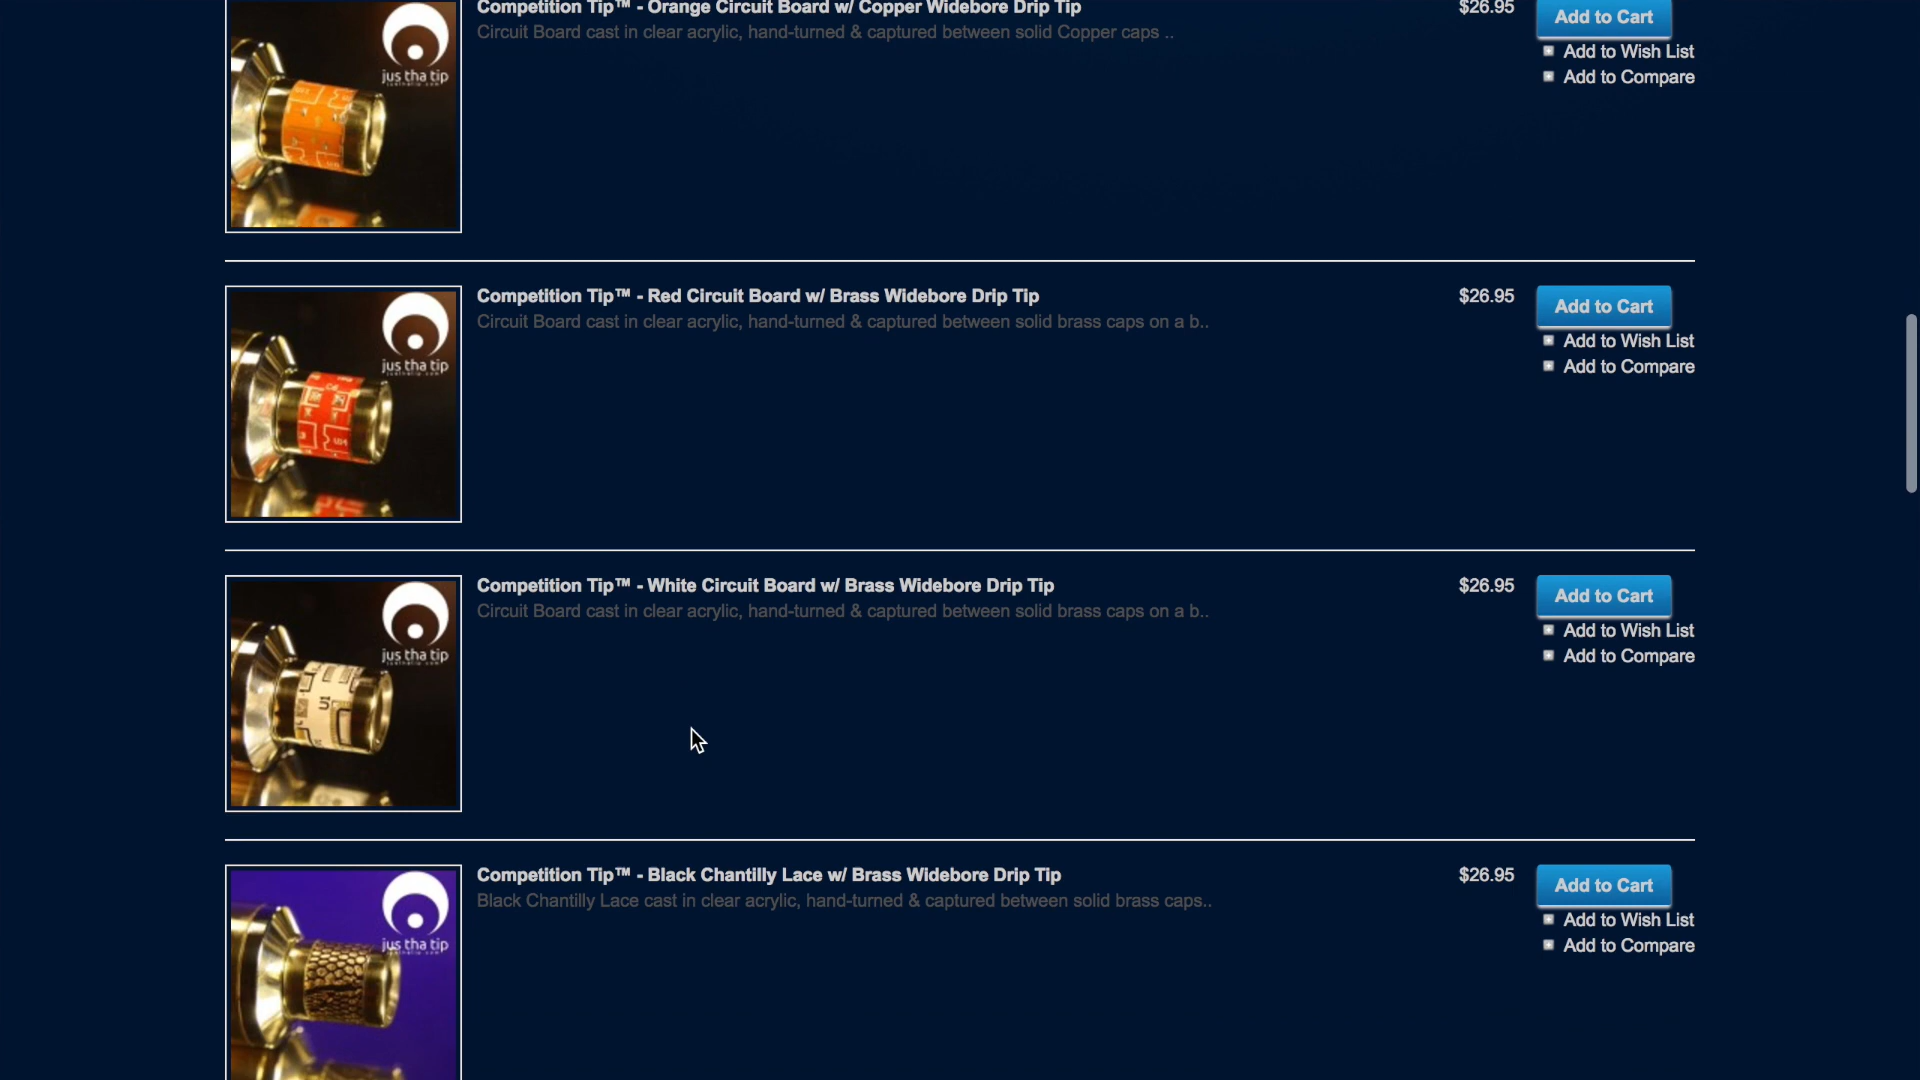 Competition Tip™ - Orange Circuit Board w/ Copper Widebore Drip Tip
Circuit Board cast in clear acrylic, hand-turned & captured between solid Copper caps ..
$26.95
Add to Cart
Add to Wish List
Add to Compare
jus tha tip
Competition Tip™ - Red Circuit Board w/ Brass Widebore Drip Tip
Circuit Board cast in clear acrylic, hand-turned & captured between solid brass caps on a b..
$26.95
Add to Cart
Add to Wish List
Add to Compare
jus tha tip
Competition Tip™ - White Circuit Board w/ Brass Widebore Drip Tip
Circuit Board cast in clear acrylic, hand-turned & captured between solid brass caps on a b..
$26.95
Add to Cart
Add to Wish List
Add to Compare
jus tha tip
U1
Competition Tip™ - Black Chantilly Lace w/ Brass Widebore Drip Tip
Black Chantilly Lace cast in clear acrylic, hand-turned & captured between solid brass caps..
$26.95
Add to Cart
Add to Wish List
Add to Compare
jus tha tip